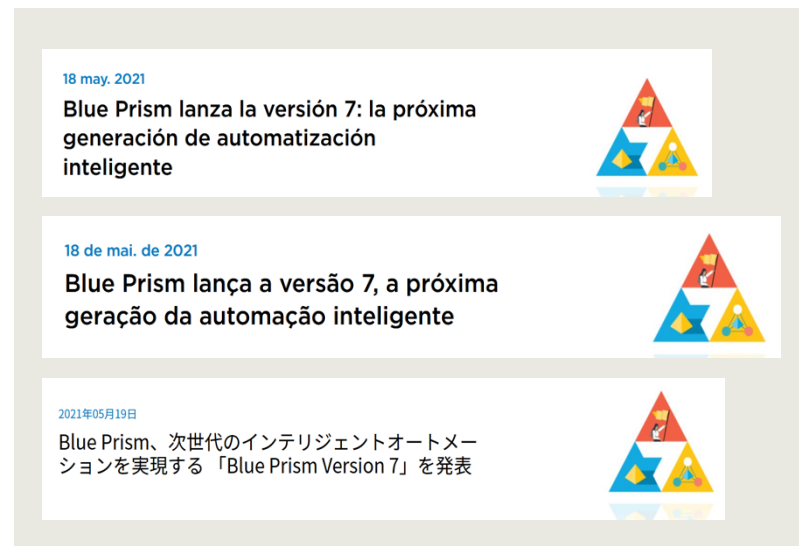 18 may. 2021
Blue Prism lanza la versión 7: la próxima
generación de automatización
inteligente
18 de mai. de 2021
Blue Prism lança a versão 7, a próxima
geração da automação inteligente
2021年05月19日
Blue Prism、次世代のインテリジェントオートメー
ションを実現する 「Blue Prism Version 7」を発表